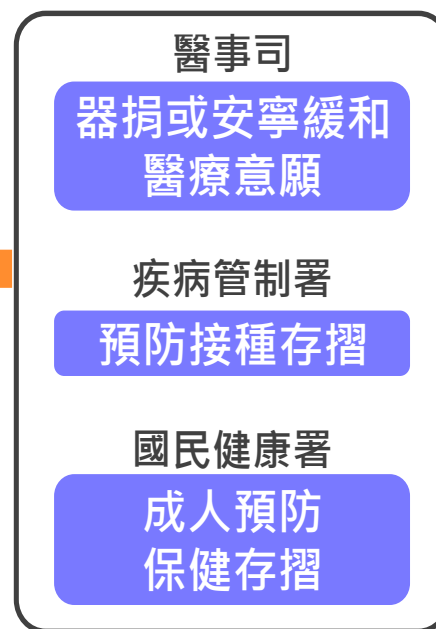 醫事司
器捐或安寧緩和
醫療意願
疾病管制署
預防接種存摺
國民健康署
成人預防
保健存摺